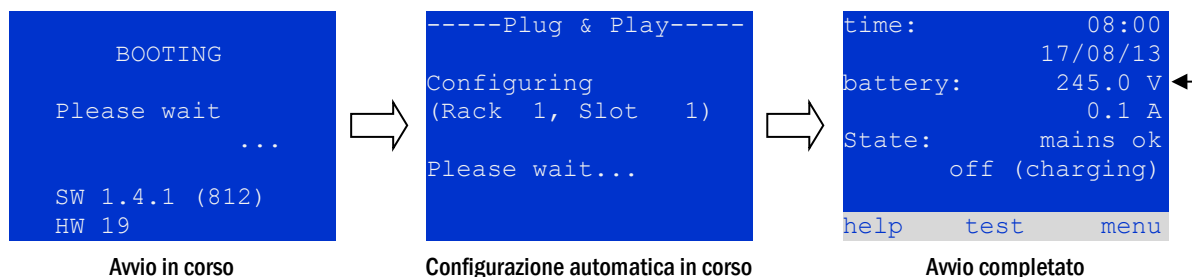 BOOTING
Please wait
...
SW 1.4.1 (812)
HW 19
Avvio in corso
-----Plug & Play-----
Configuring
(Rack 1, Slot 1)
Please wait...
Configurazione automatica in corso
time: 08:00
17/08/13
battery: 245.0 V
0.1 A
State: mains ok
off (charging)
help test menu
Avvio completato